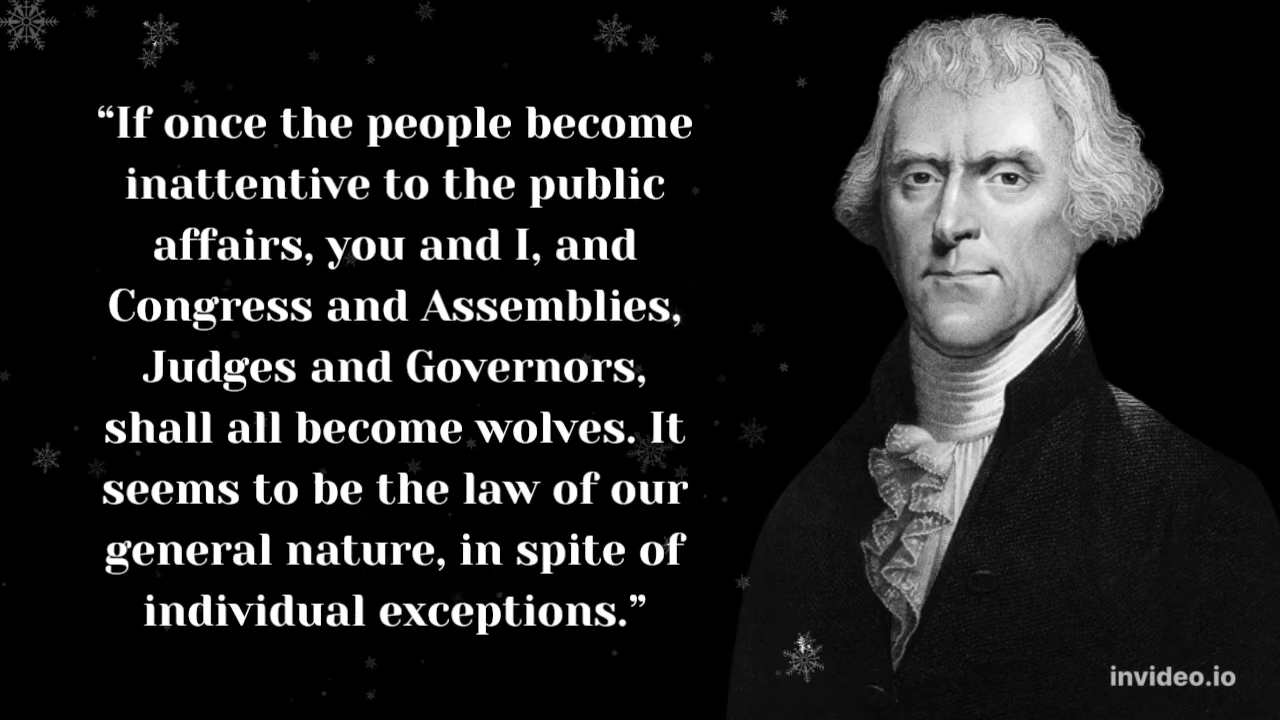 “If once the people become
inattentive to the public
affairs, you and I, and
Congress and Assemblies,
Judges and Governors,
shall all become wolves. It
seems to be the law of our
general nature, in spite of
individual exceptions.”
invideo.io